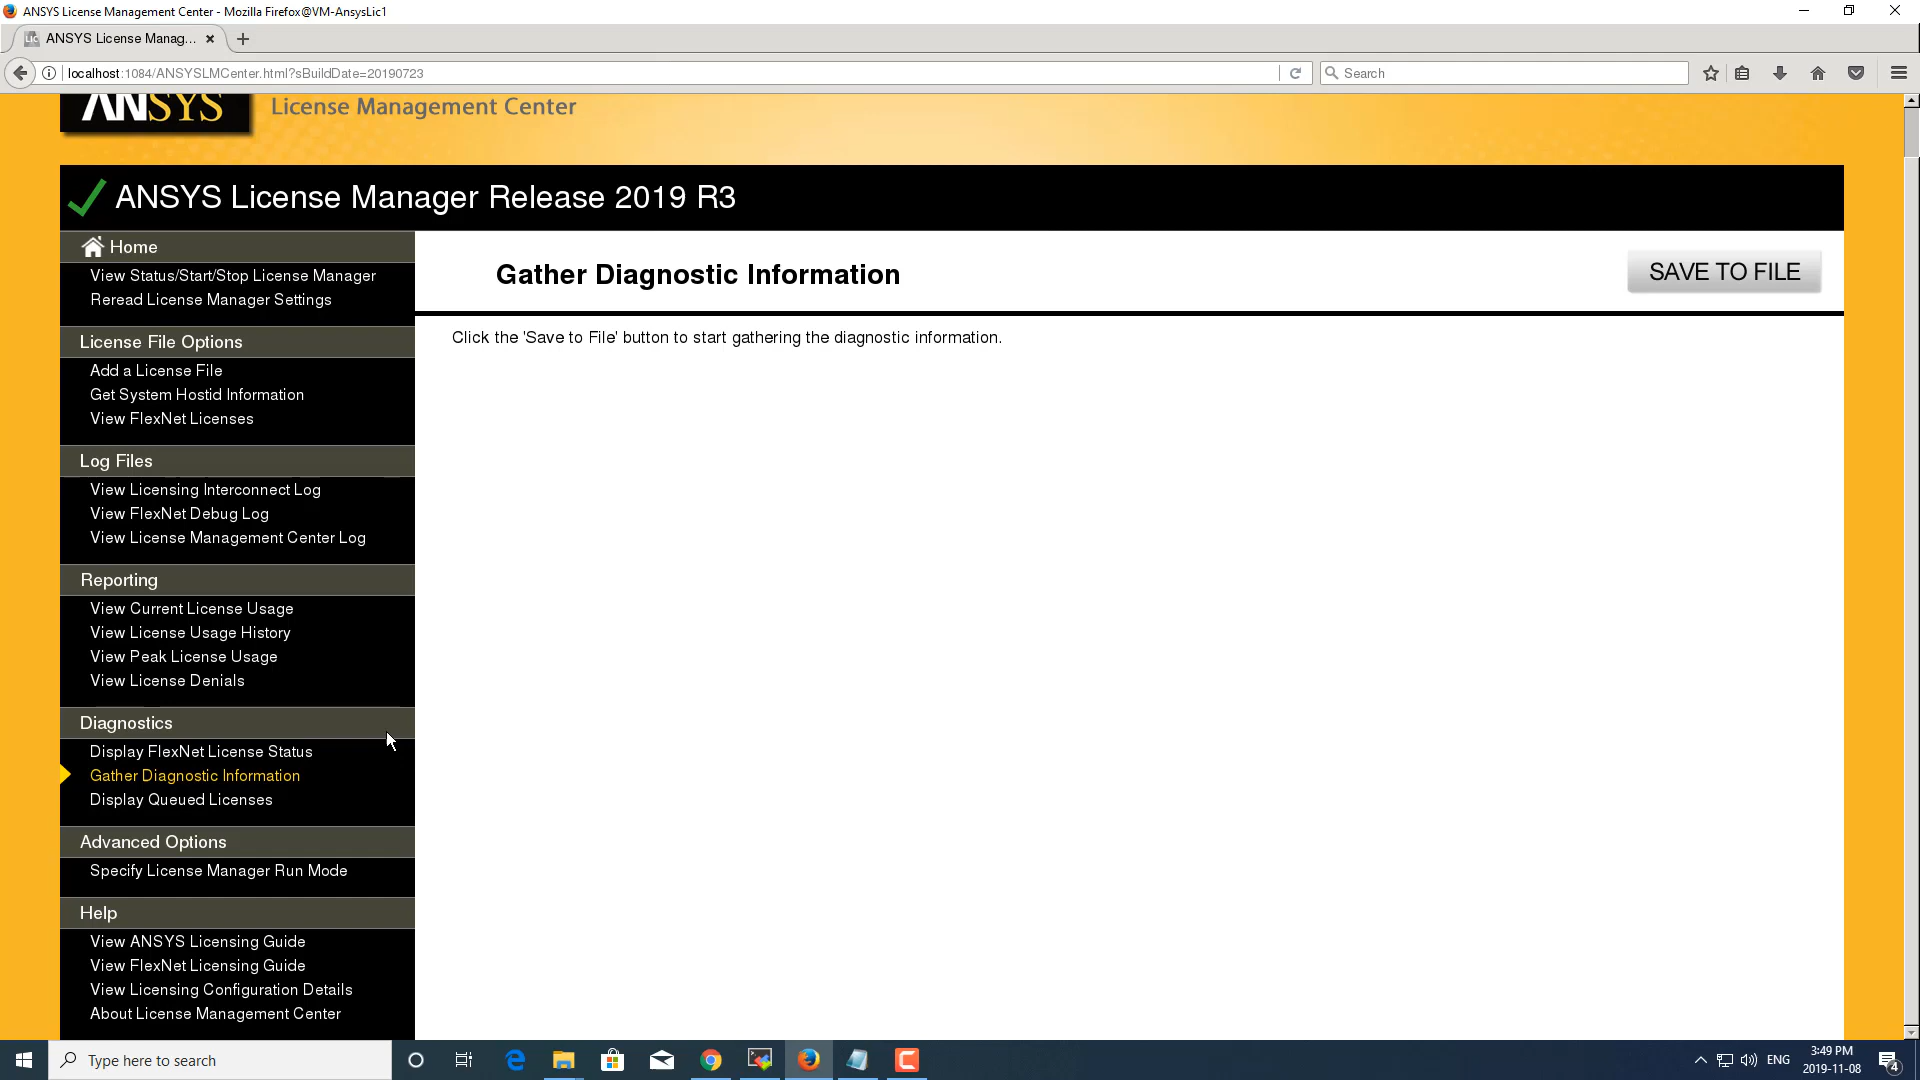 ANSYS License Management Center - Mozilla Firefox@VM-AnsysLic1
ANSYS License Manag...
localhost:1084/ANSYSLMCenter.html?sBuildDate=20190723
Search
ANSYS
License Management Center
ANSYS License Manager Release 2019 R3
Home
View Status/Start/Stop License Manager
Reread License Manager Settings
License File Options
Add a License File
Get System Hostid Information
View FlexNet Licenses
Log Files
View Licensing Interconnect Log
View FlexNet Debug Log
View License Management Center Log
Reporting
View Current License Usage
View License Usage History
View Peak License Usage
View License Denials
Diagnostics
Display FlexNet License Status
Gather Diagnostic Information
Display Queued Licenses
Advanced Options
Specify License Manager Run Mode
Help
View ANSYS Licensing Guide
View FlexNet Licensing Guide
View Licensing Configuration Details
About License Management Center
Gather Diagnostic Information
SAVE TO FILE
Click the 'Save to File' button to start gathering the diagnostic information.
Type here to search
ENG
3:49 PM
2019-11-08
4